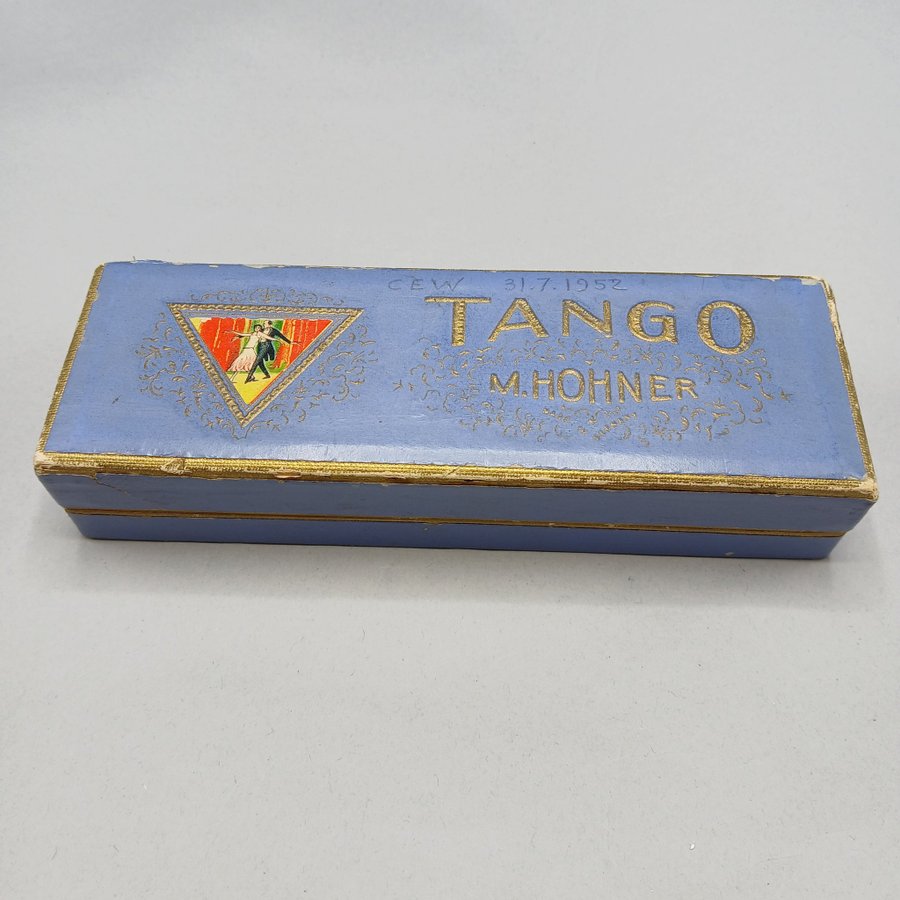 CEW 31.7.1952
TANGO
M.HOHNER